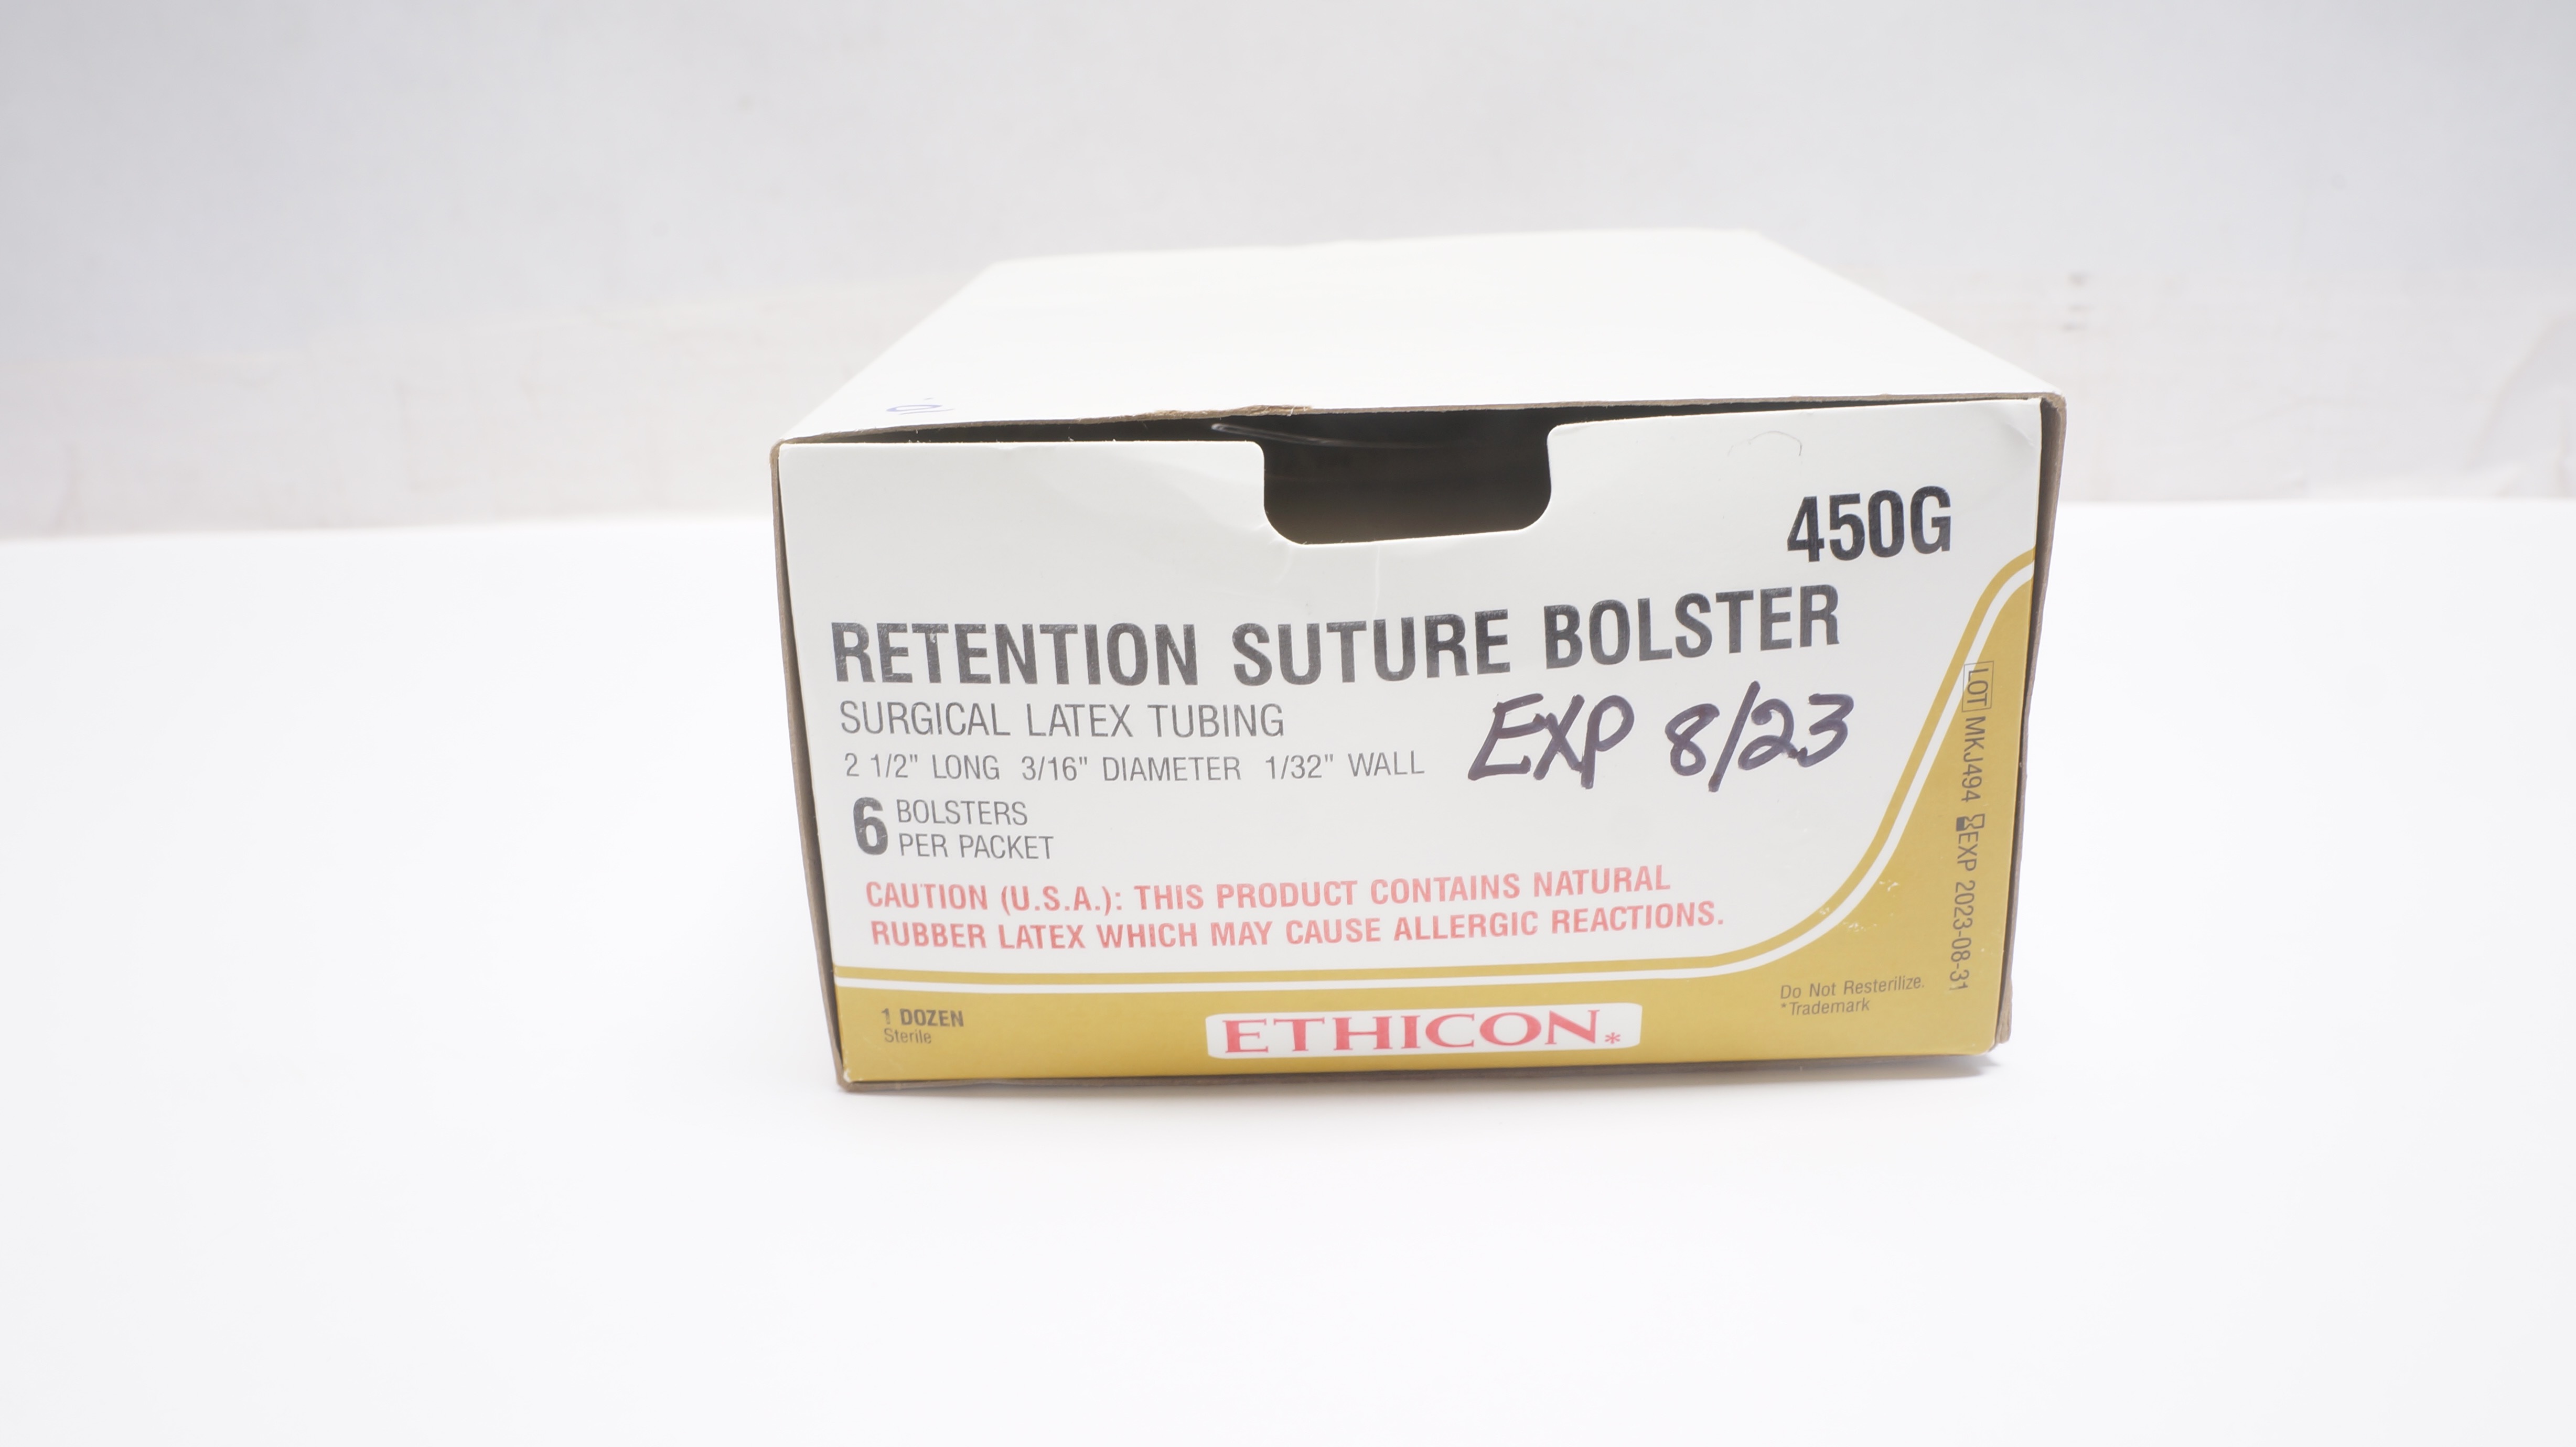 450G
RETENTION SUTURE BOLSTER
SURGICAL LATEX TUBING
EXP 8/23
2 1/2" LONG 3/16" DIAMETER 1/32" WALL
6 BOLSTERS
PER PACKET
CAUTION (U.S.A.): THIS PRODUCT CONTAINS NATURAL
RUBBER LATEX WHICH MAY CAUSE ALLERGIC REACTIONS.
LOT MKJ494 EXP 2023-08-31
1 DOZEN
Sterile
ETHICON*
Do Not Resterilize.
*Trademark